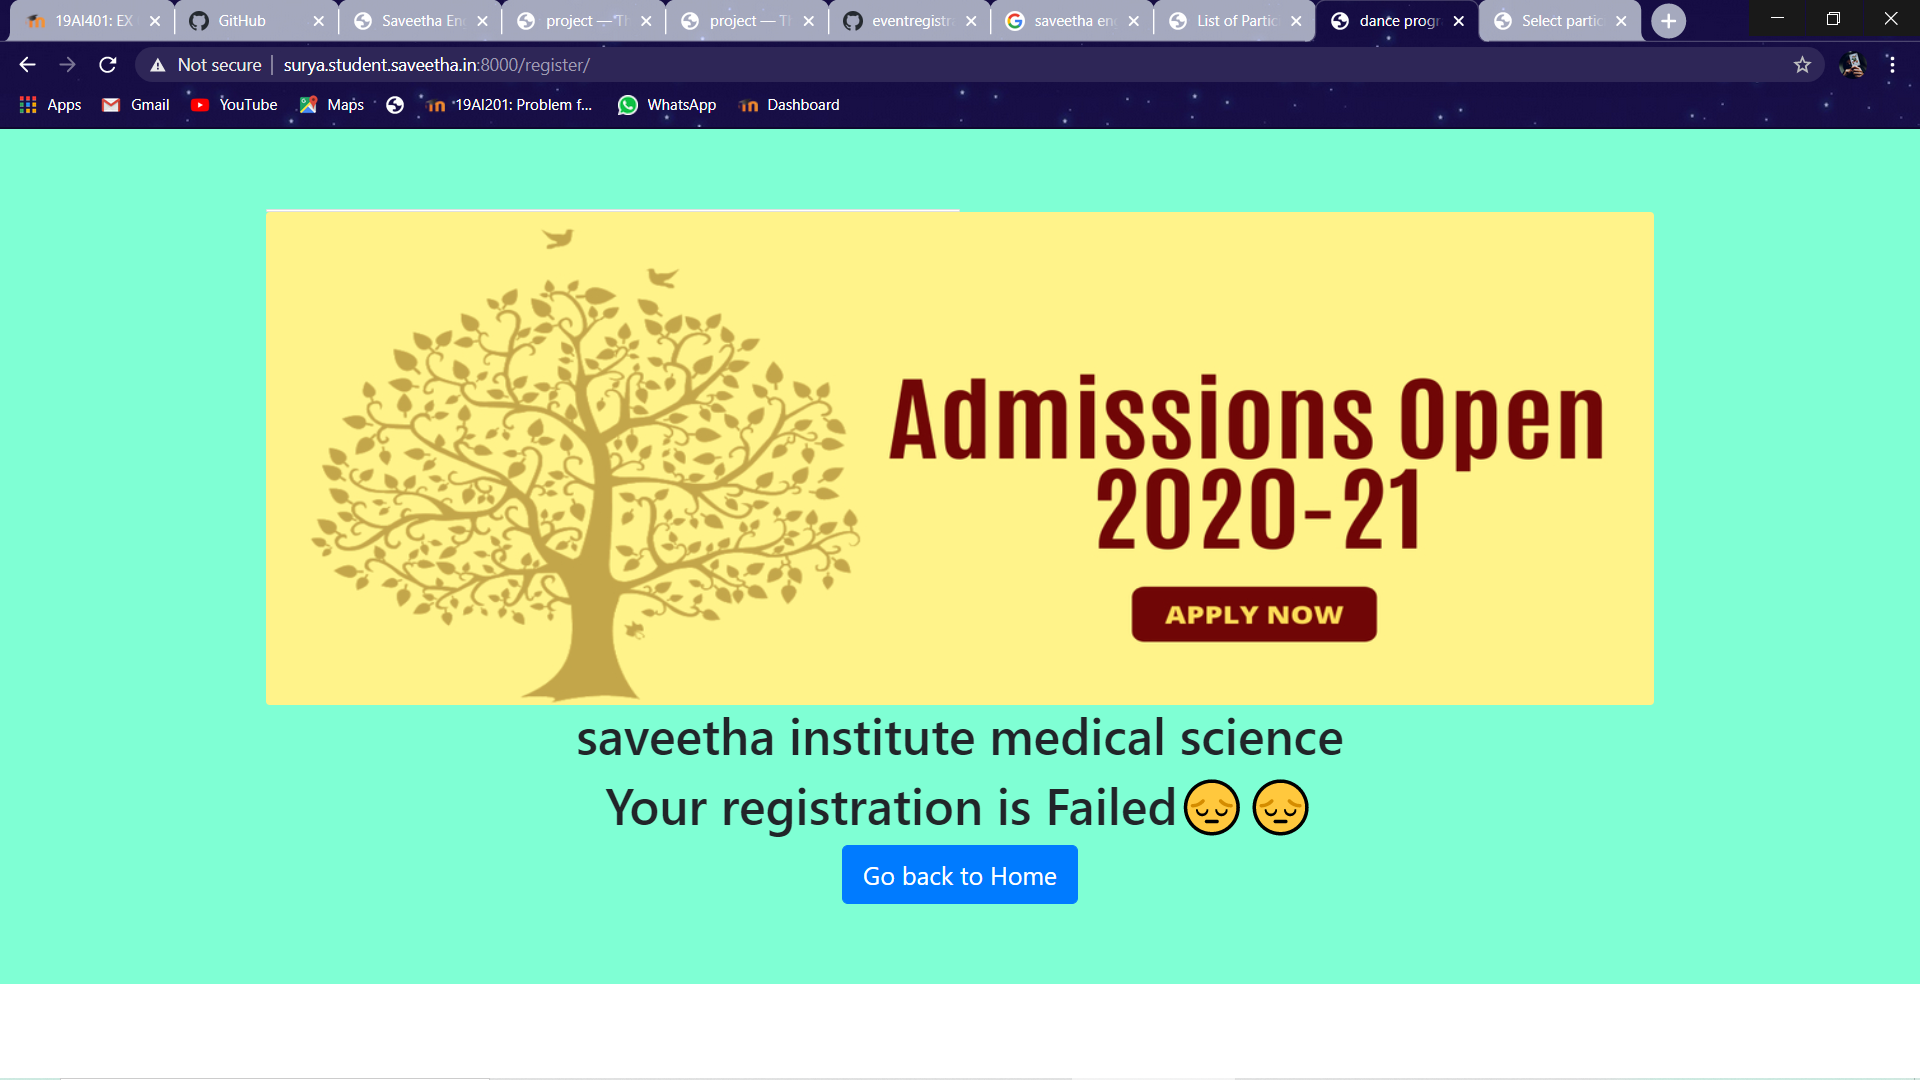 19AI401: EX
GitHub
Saveetha En
project — Th
project — Th
eventregistr
saveetha en
List of Partic
dance progr
Select partic
Not secure
surya.student.saveetha.in:8000/register/
Apps
Gmail
YouTube
Maps
19AI201: Problem f...
WhatsApp
Dashboard
Admissions Open
2020-21
APPLY NOW
saveetha institute medical science
Your registration is Failed😔 😔
Go back to Home